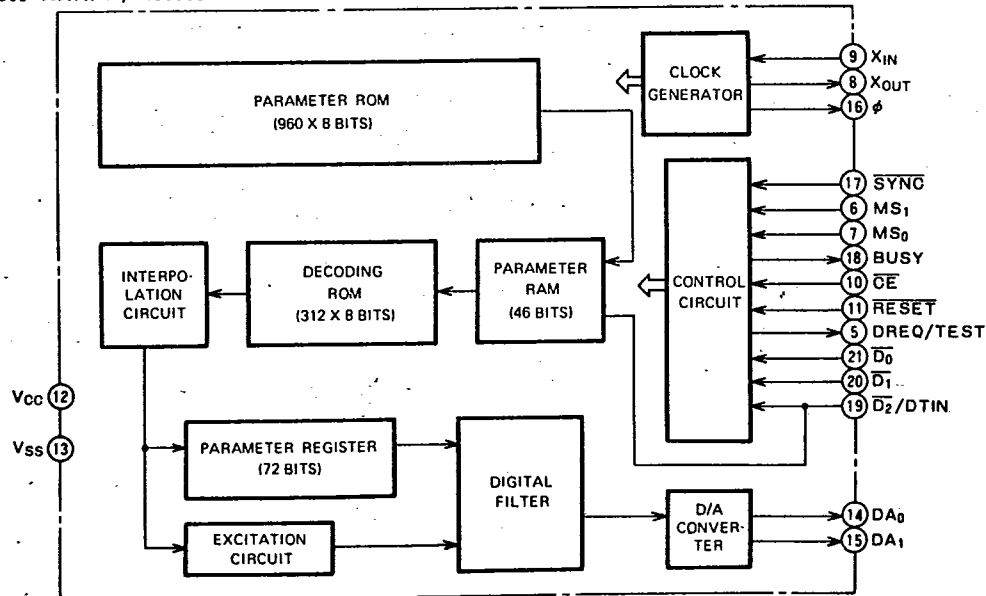 PARAMETER ROM
(960 X 8 BITS)
CLOCK
GENERATOR
9 XIN
8 XOUT
16 φ
17 SYNC
6 MS1
7 MS0
18 BUSY
10 CE
11 RESET
5 DREQ/TEST
21 D0
20 D1
19 D2/DTIN
INTERPO-
LATION
CIRCUIT
DECODING
ROM
(312 X 8 BITS)
PARAMETER
RAM
(46 BITS)
CONTROL
CIRCUIT
VCC 12
VSS 13
PARAMETER REGISTER
(72 BITS)
EXCITATION
CIRCUIT
DIGITAL
FILTER
D/A
CONVER-
TER
14 DA0
15 DA1